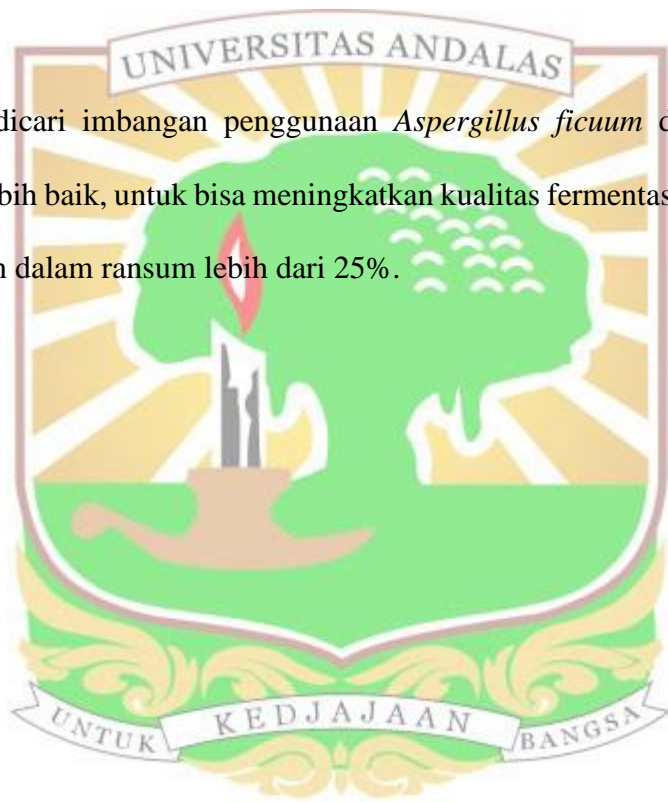 UNIVERSITAS ANDALAS
dicari imbangan penggunaan Aspergillus ficuum
bih baik, untuk bisa meningkatkan kualitas fermentas
dalam ransum lebih dari 25%.
UNTUK KEDJAJAAN BANGSA